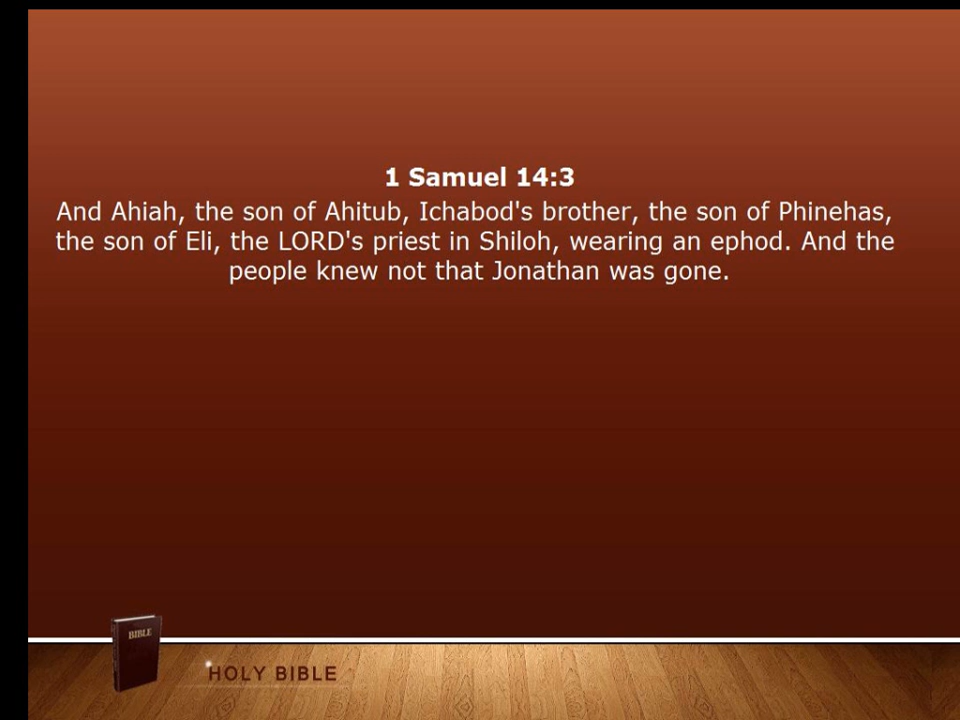 1 Samuel 14:3
And Ahiah, the son of Ahitub, Ichabod's brother, the son of Phinehas,
the son of Eli, the LORD's priest in Shiloh, wearing an ephod. And the
people knew not that Jonathan was gone.
BIBLE
HOLY BIBLE